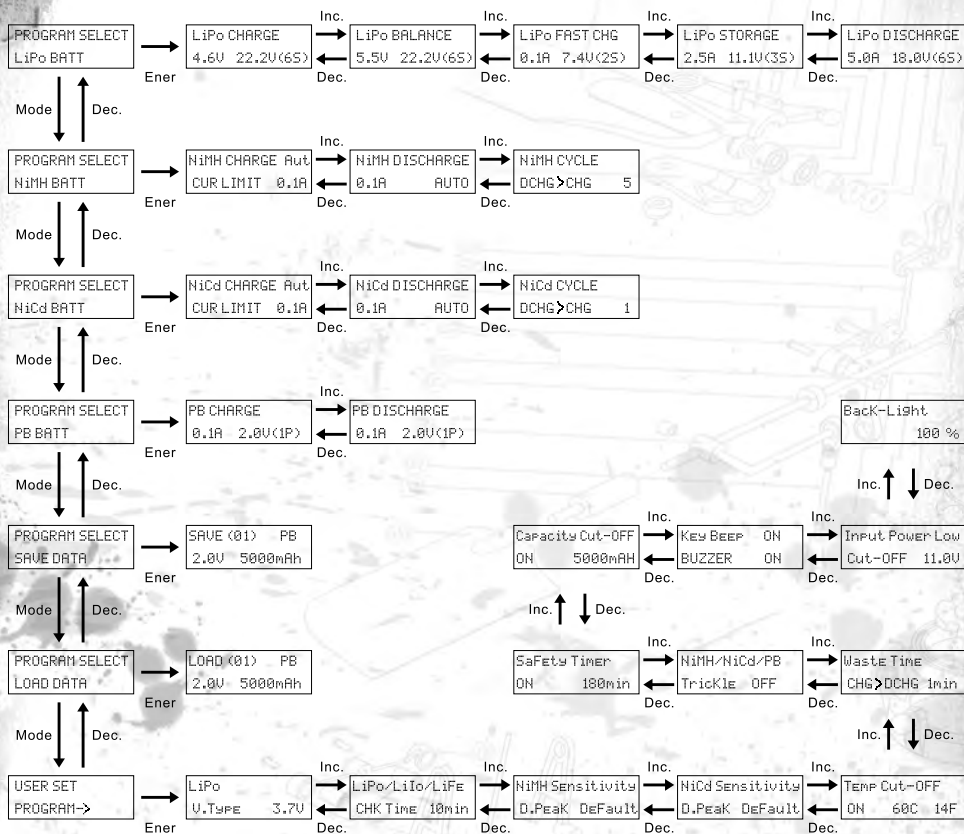 Inc. Inc. Inc. Inc.
PROGRAM SELECT LiPo CHARGE LiPo BALANCE LiPo FAST CHG LiPo STORAGE LiPo DISCHARGE
LiPo BATT 4.6V 22.2V(6S) 5.5V 22.2V(6S) 0.1A 7.4V(2S) 2.5A 11.1V(3S) 5.0A 18.0V(6S)
Ener Dec. Dec. Dec. Dec.
Mode Dec.
Inc. Inc.
PROGRAM SELECT NiMH CHARGE Aut NiMH DISCHARGE NiMH CYCLE
NiMH BATT CUR LIMIT 0.1A 0.1A AUTO DCHG>CHG 5
Ener Dec. Dec.
Mode Dec.
Inc. Inc.
PROGRAM SELECT NiCd CHARGE Aut NiCd DISCHARGE NiCd CYCLE
NiCd BATT CUR LIMIT 0.1A 0.1A AUTO DCHG>CHG 1
Ener Dec. Dec.
Mode Dec.
Inc.
PROGRAM SELECT PB CHARGE PB DISCHARGE BacK-Li9ht
PB BATT 0.1A 2.0V(1P) 0.1A 2.0V(1P) 100 %
Ener Dec.
Mode Dec. Inc. Dec.
Inc. Inc.
PROGRAM SELECT SAVE (01) PB Capacity Cut-OFF Key Beep ON Input Power Low
SAVE DATA 2.0V 5000mAh ON 5000mAH BUZZER ON Cut-OFF 11.0V
Ener Dec. Dec.
Mode Dec. Inc. Dec.
Inc. Inc.
PROGRAM SELECT LOAD (01) PB SaFety Timer NiMH/NiCd/PB Waste Time
LOAD DATA 2.0V 5000mAh ON 180min TricKlE OFF CHG>DCHG 1min
Ener Dec. Dec.
Mode Dec. Inc. Dec.
Inc. Inc. Inc. Inc.
USER SET LiPo LiPo/LiIo/LiFe NiMH Sensitivity NiCd Sensitivity Temp Cut-OFF
PROGRAM-> V.Type 3.7V CHK Time 10min D.PeaK DeFault D.PeaK DeFault ON 60C 14F
Ener Dec. Dec. Dec. Dec.